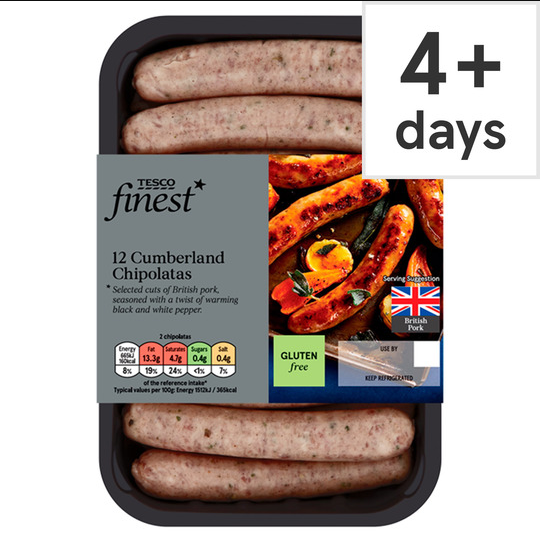 4+
days
TESCO
finest*
12 Cumberland
Chipolatas
* Selected cuts of British pork,
seasoned with a twist of warming
black and white pepper.
2 chipolatas
Energy
665kJ
160kcal
8%
Fat
13.3g
19%
Saturates
4.7g
24%
Sugars
0.4g
<1%
Salt
0.4g
7%
of the reference intake*
Typical values per 100g: Energy 1512kJ / 365kcal
GLUTEN
free
Serving Suggestion
British
Pork
USE BY
KEEP REFRIGERATED